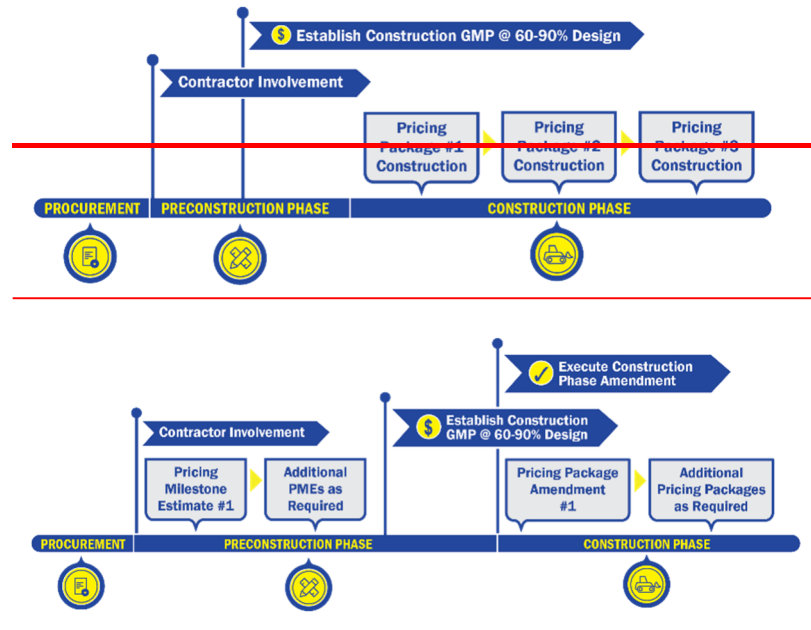 $ Establish Construction GMP @ 60-90% Design
Contractor Involvement
Pricing
Package #1
Construction
Pricing
Package #2
Construction
Pricing
Package #3
Construction
PROCUREMENT
PRECONSTRUCTION PHASE
CONSTRUCTION PHASE
Execute Construction
Phase Amendment
$ Establish Construction
GMP @ 60-90% Design
Contractor Involvement
Pricing
Milestone
Estimate #1
Additional
PMEs as
Required
Pricing Package
Amendment
#1
Additional
Pricing Packages
as Required
PROCUREMENT
PRECONSTRUCTION PHASE
CONSTRUCTION PHASE